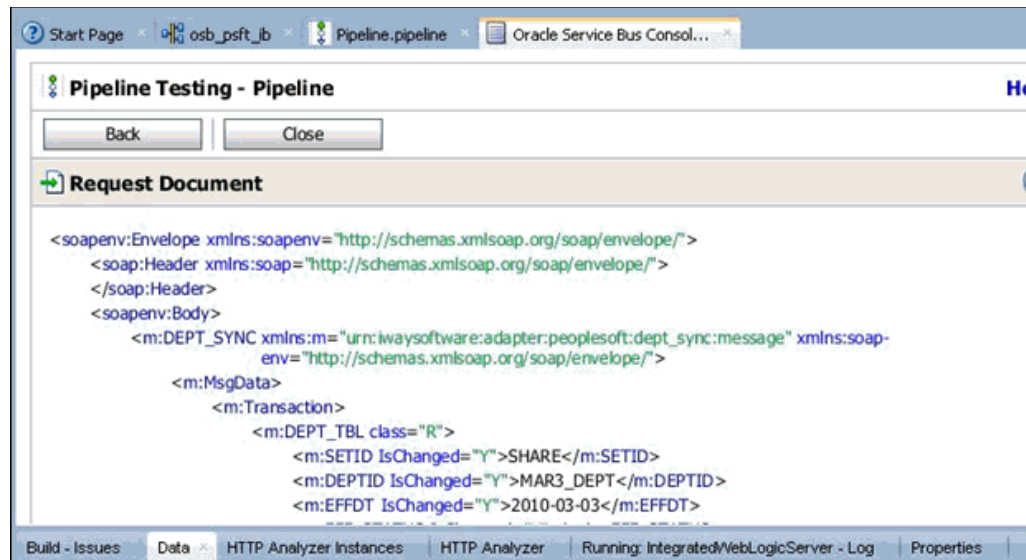 Start Page osb_psft_ib Pipeline.pipeline Oracle Service Bus Consol...
Pipeline Testing - Pipeline
Back Close
Request Document
<soapenv:Envelope xmlns:soapenv="http://schemas.xmlsoap.org/soap/envelope/">
<soap:Header xmlns:soap="http://schemas.xmlsoap.org/soap/envelope/">
</soap:Header>
<soapenv:Body>
<m:DEPT_SYNC xmlns:m="urn:iwaysoftware:adapter:peoplesoft:dept_sync:message" xmlns:soap-
env="http://schemas.xmlsoap.org/soap/envelope/">
<m:MsgData>
<m:Transaction>
<m:DEPT_TBL class="R">
<m:SETID IsChanged="Y">SHARE</m:SETID>
<m:DEPTID IsChanged="Y">MAR3_DEPT</m:DEPTID>
<m:EFFDT IsChanged="Y">2010-03-03</m:EFFDT>
Build - Issues Data HTTP Analyzer Instances HTTP Analyzer Running: IntegratedWebLogicServer - Log Properties